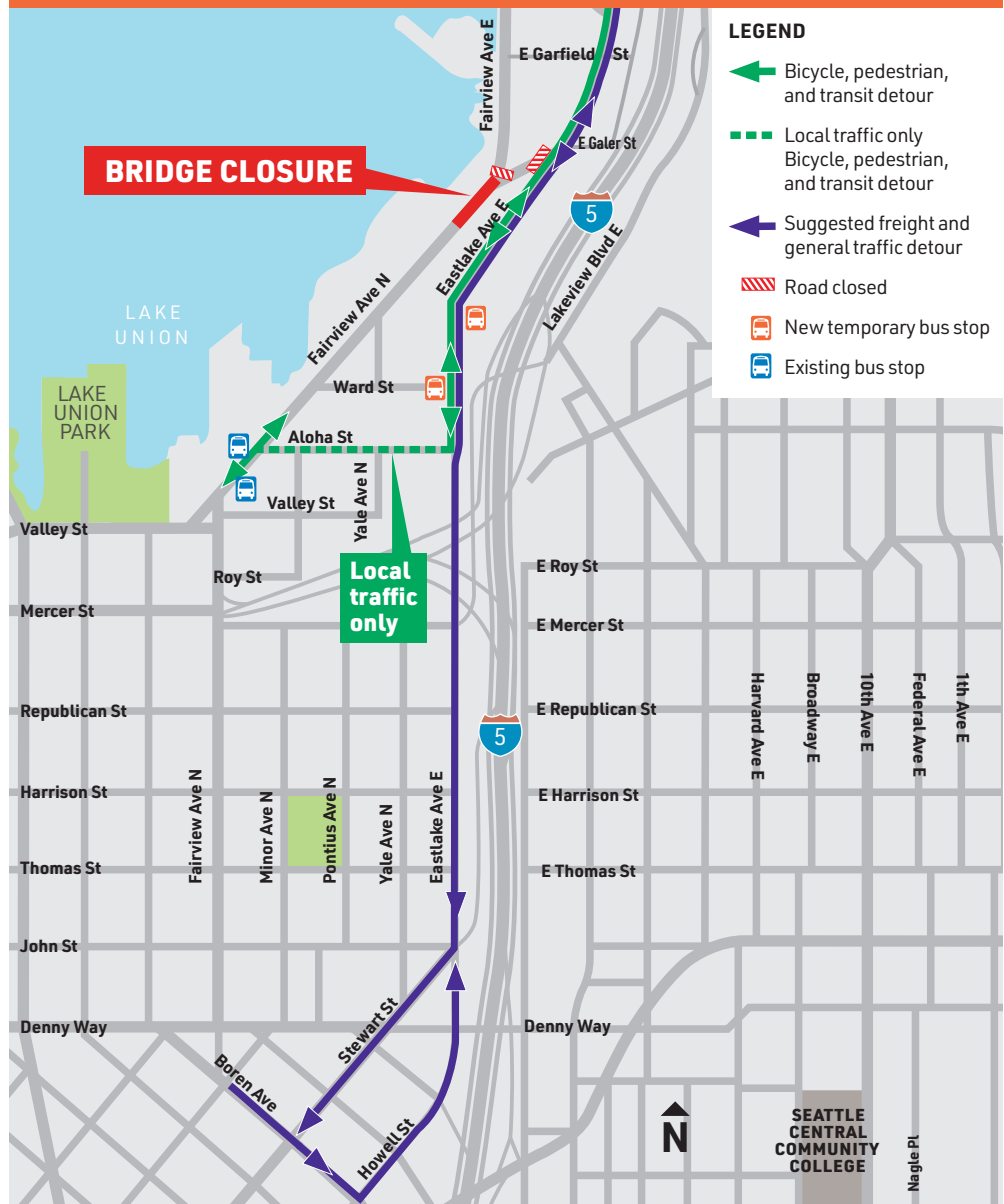 LEGEND
Bicycle, pedestrian,
and transit detour
Local traffic only
Bicycle, pedestrian,
and transit detour
Suggested freight and
general traffic detour
Road closed
New temporary bus stop
Existing bus stop
Fairview Ave E
E Garfield St
E Galer St
BRIDGE CLOSURE
5
Eastlake Ave E
Lakeview Blvd E
Fairview Ave N
LAKE
UNION
LAKE
UNION
PARK
Ward St
Aloha St
Yale Ave N
Valley St
Valley St
Roy St
Local
traffic
only
Mercer St
E Roy St
E Mercer St
Republican St
E Republican St
5
Harvard Ave E
Broadway E
10th Ave E
Federal Ave E
1th Ave E
Harrison St
E Harrison St
Fairview Ave N
Minor Ave N
Pontius Ave N
Yale Ave N
Eastlake Ave E
Thomas St
E Thomas St
John St
Denny Way
Denny Way
Stewart St
Boren Ave
Howell St
N
SEATTLE
CENTRAL
COMMUNITY
COLLEGE
Nagle Pl